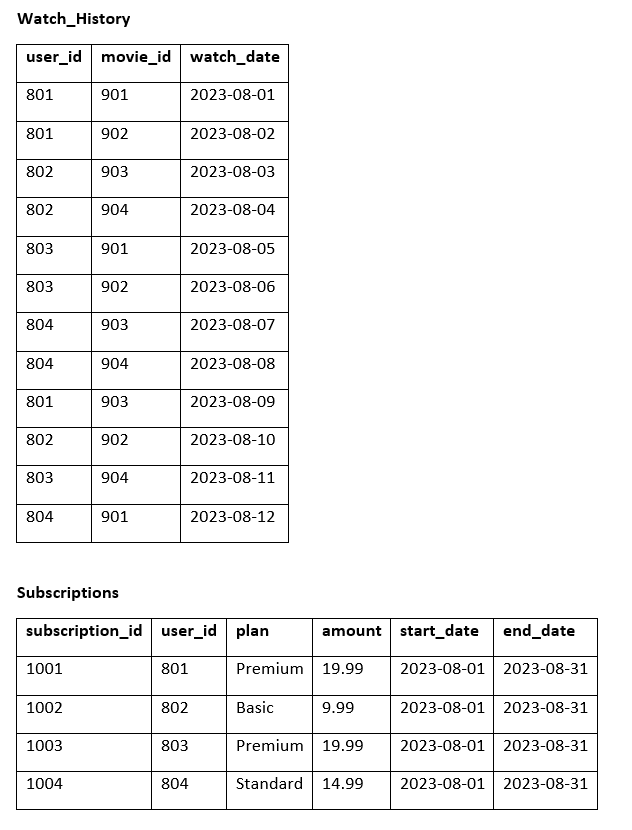 Watch_History
user_id movie_id watch_date
801 901 2023-08-01
801 902 2023-08-02
802 903 2023-08-03
802 904 2023-08-04
803 901 2023-08-05
803 902 2023-08-06
804 903 2023-08-07
804 904 2023-08-08
801 903 2023-08-09
802 902 2023-08-10
803 904 2023-08-11
804 901 2023-08-12
Subscriptions
subscription_id user_id plan amount start_date end_date
1001 801 Premium 19.99 2023-08-01 2023-08-31
1002 802 Basic 9.99 2023-08-01 2023-08-31
1003 803 Premium 19.99 2023-08-01 2023-08-31
1004 804 Standard 14.99 2023-08-01 2023-08-31